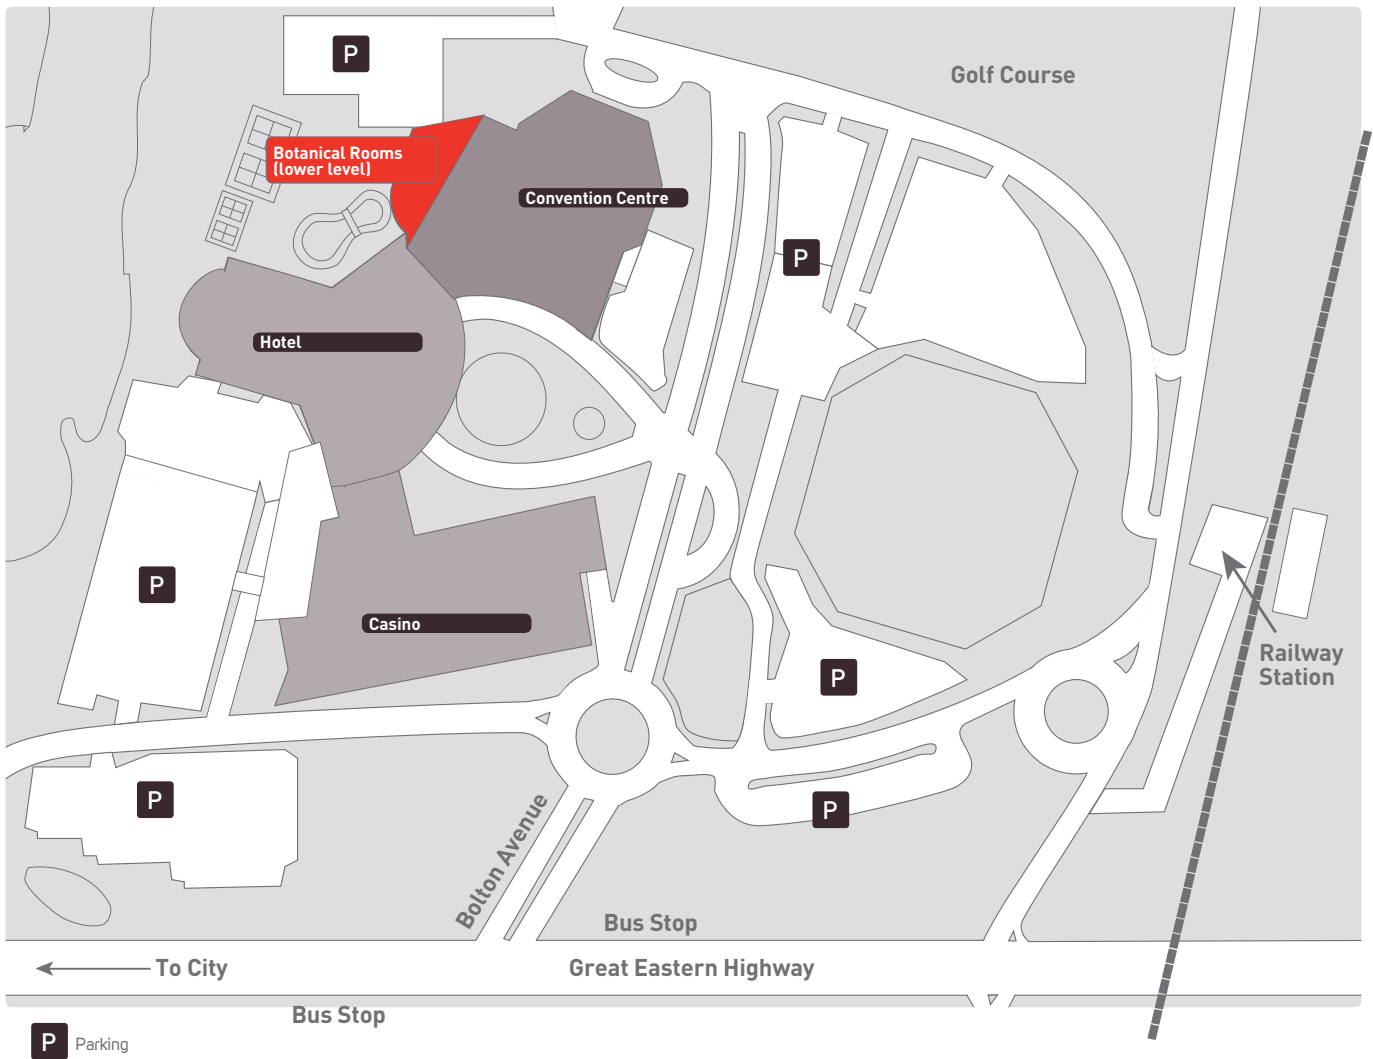 P
Golf Course
Botanical Rooms
(lower level)
Convention Centre
P
Hotel
P
Casino
Railway
Station
P
P
P
Bolton Avenue
Bus Stop
To City
Great Eastern Highway
Bus Stop
P Parking